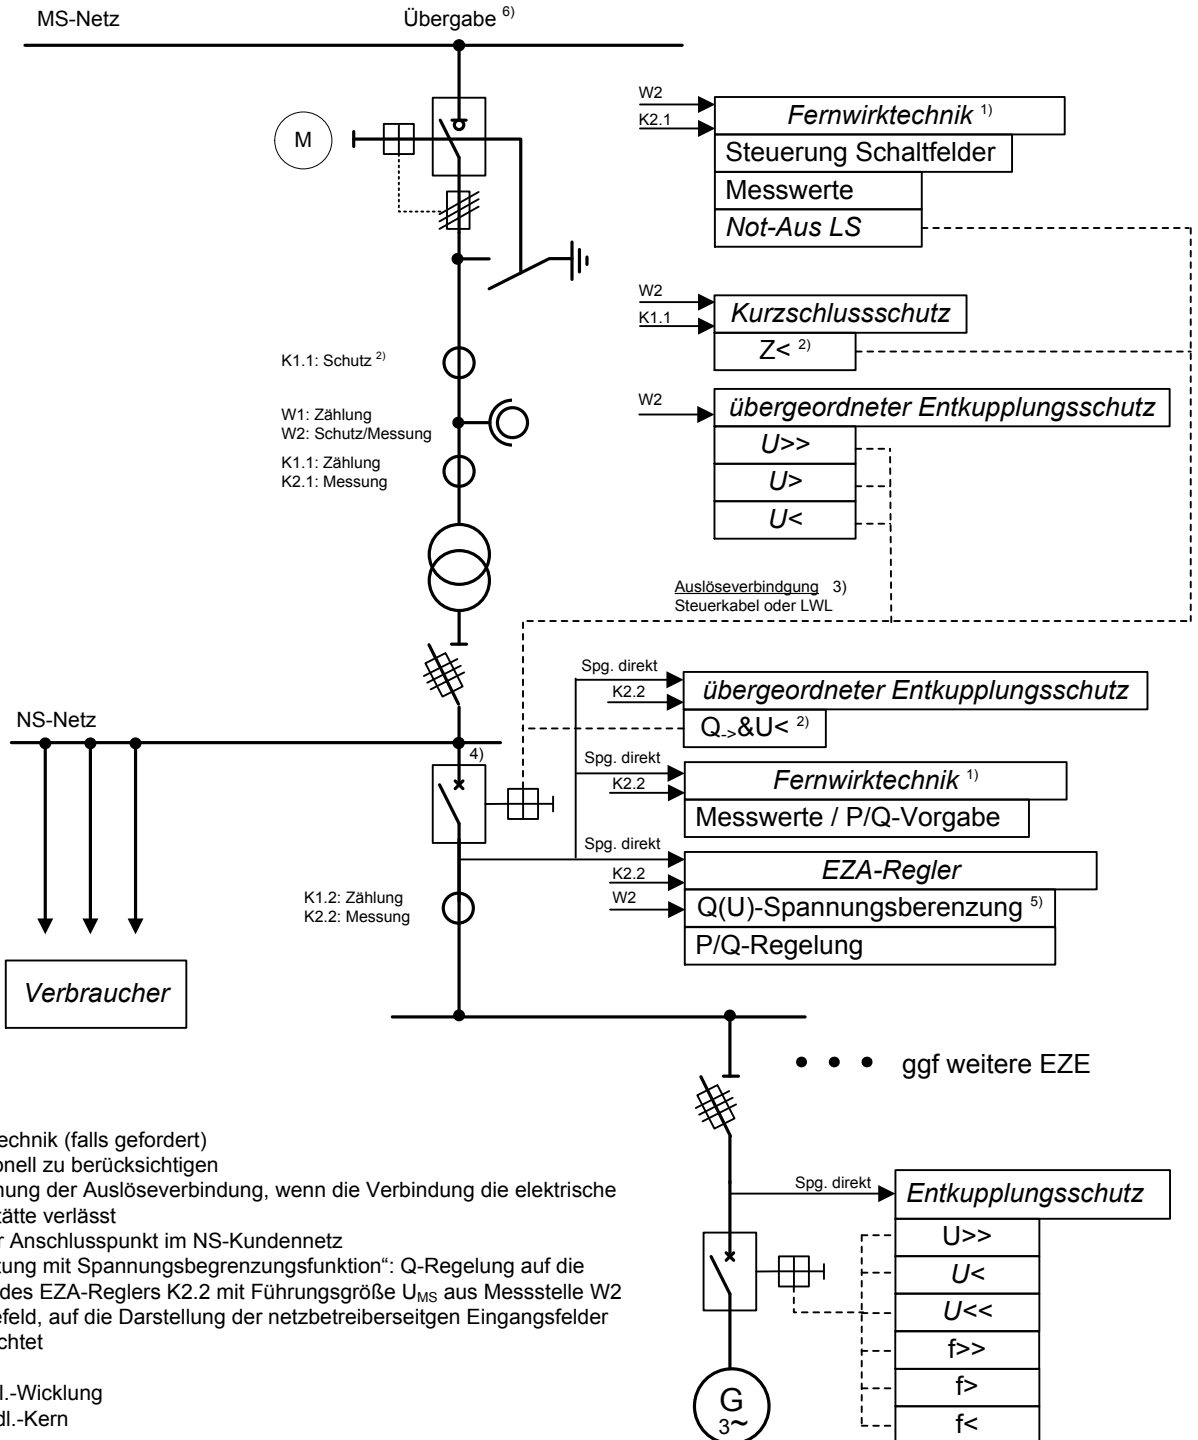 MS-Netz
Übergabe 6)
M
W2
K2.1
Fernwirktechnik 1)
Steuerung Schaltfelder
Messwerte
Not-Aus LS
W2
K1.1
Kurzschlussschutz
Z< 2)
K1.1: Schutz 2)
W1: Zählung
W2: Schutz/Messung
K1.1: Zählung
K2.1: Messung
W2
übergeordneter Entkupplungsschutz
U>>
U>
U<
Auslöseverbindgung 3)
Steuerkabel oder LWL
Spg. direkt
K2.2
übergeordneter Entkupplungsschutz
Q->&U< 2)
NS-Netz
4)
Spg. direkt
K2.2
Fernwirktechnik 1)
Messwerte / P/Q-Vorgabe
Spg. direkt
K2.2
W2
EZA-Regler
Q(U)-Spannungsberenzung 5)
P/Q-Regelung
K1.2: Zählung
K2.2: Messung
Verbraucher
ggf weitere EZE
echnik (falls gefordert)
onell zu berücksichtigen
nung der Auslöseverbindung, wenn die Verbindung die elektrische
tätte verlässt
r Anschlusspunkt im NS-Kundennetz
zung mit Spannungsbegrenzungsfunktion“: Q-Regelung auf die
des EZA-Reglers K2.2 mit Führungsgröße UMS aus Messstelle W2
efeld, auf die Darstellung der netzbetreiberseitgen Eingangsfelder
chtet
l.-Wicklung
dl.-Kern
Spg. direkt
Entkupplungsschutz
U>>
U<
U<<
f>>
f>
f<
G
3~